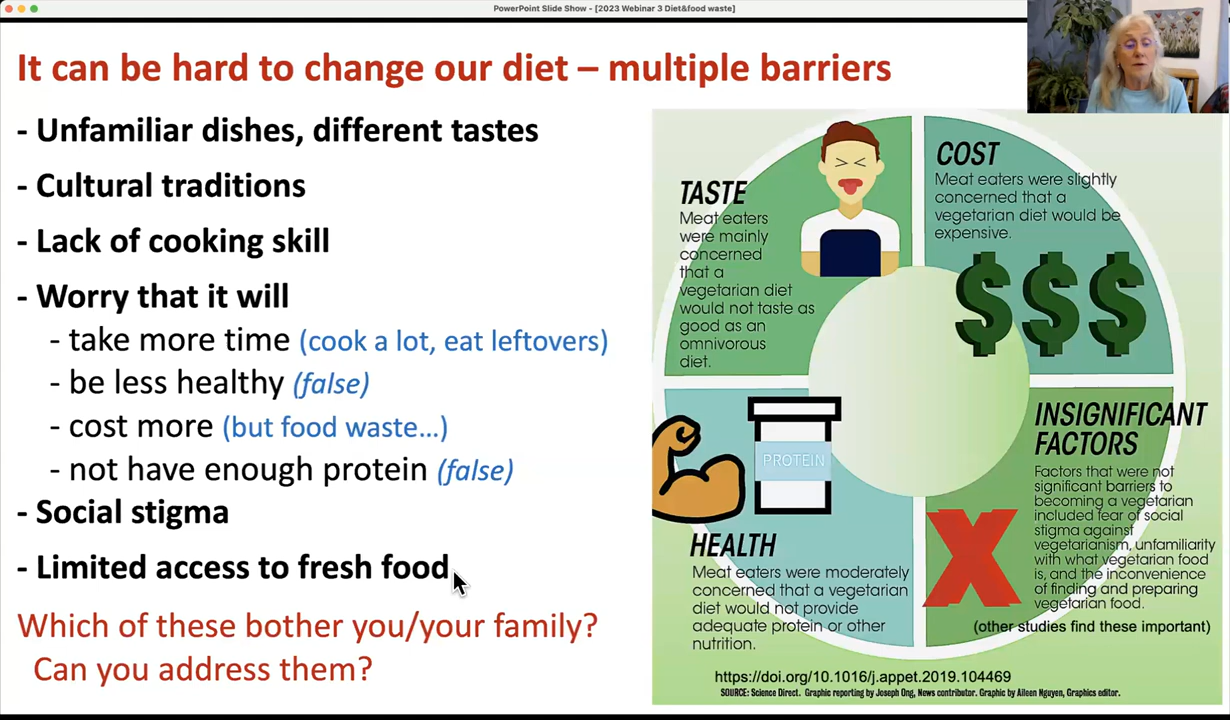 PowerPoint Slide Show - [2023 Webinar 3 Diet&food waste]
It can be hard to change our diet – multiple barriers
- Unfamiliar dishes, different tastes
- Cultural traditions
- Lack of cooking skill
- Worry that it will
- take more time (cook a lot, eat leftovers)
- be less healthy (false)
- cost more (but food waste...)
- not have enough protein (false)
- Social stigma
- Limited access to fresh food
Which of these bother you/your family?
Can you address them?
TASTE
Meat eaters
were mainly
concerned
that a
vegetarian diet
would not taste as
good as an
omnivorous
diet.
COST
Meat eaters were slightly
concerned that a
vegetarian diet would be
expensive.
$$$
PROTEIN
HEALTH
Meat eaters were moderately
concerned that a vegetarian
diet would not provide
adequate protein or other
nutrition.
INSIGNIFICANT
FACTORS
Factors that were not
significant barriers to
becoming a vegetarian
included fear of social
stigma against
vegetarianism, unfamiliarity
with what vegetarian food
is, and the inconvenience
of finding and preparing
vegetarian food.
X
(other studies find these important)
https://doi.org/10.1016/j.appet.2019.104469
SOURCE: Science Direct. Graphic reporting by Joseph Ong, News contributor. Graphic by Aileen Nguyen, Graphics editor.